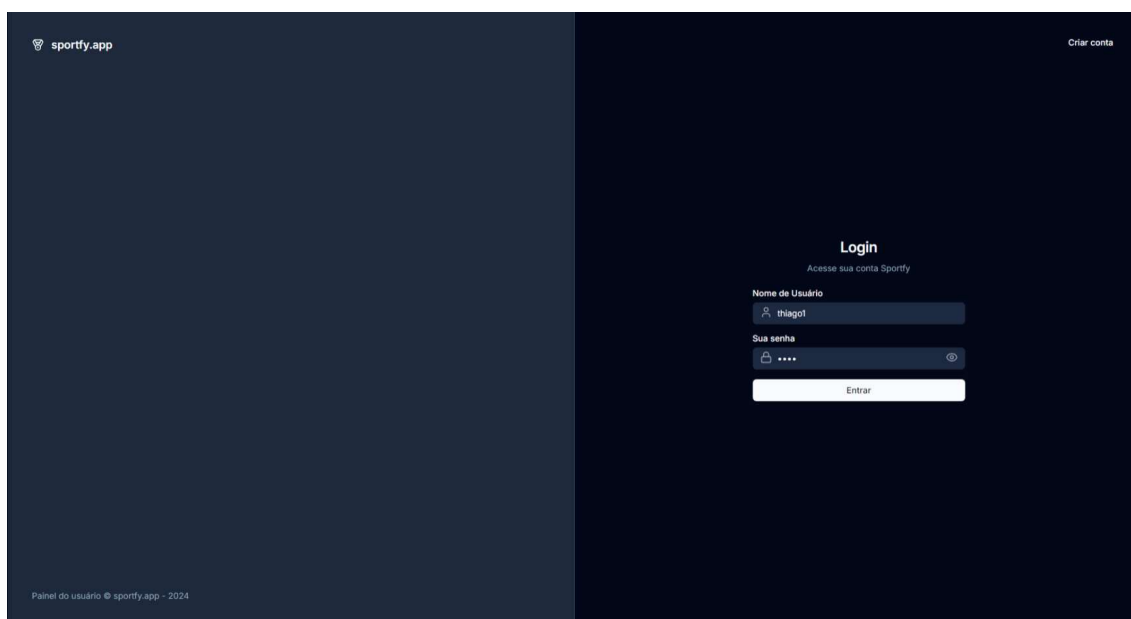 sportfy.app
Criar conta
Login
Acesse sua conta Sportfy
Nome de Usuário
thiago1
Sua senha
••••
Entrar
Painel do usuário © sportfy.app - 2024